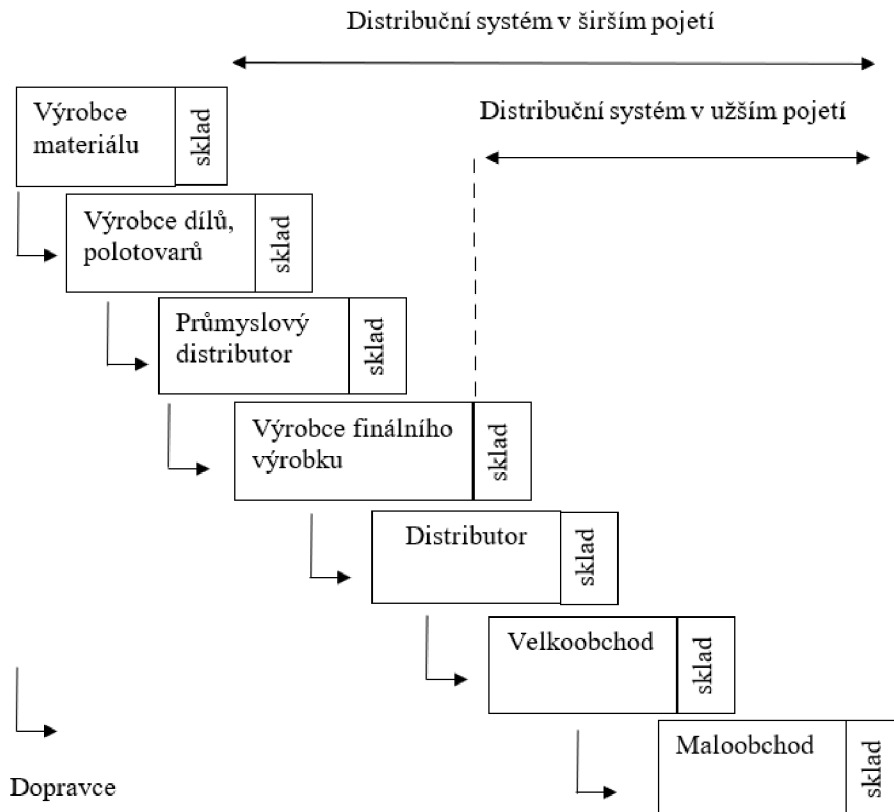 Distribuční systém v širším pojetí
Distribuční systém v užším pojetí
Výrobce
materiálu
sklad
Výrobce dílů,
polotovarů
sklad
Průmyslový
distributor
sklad
Výrobce finálního
výrobku
sklad
Distributor
sklad
Velkoobchod
sklad
Maloobchod
sklad
Dopravce